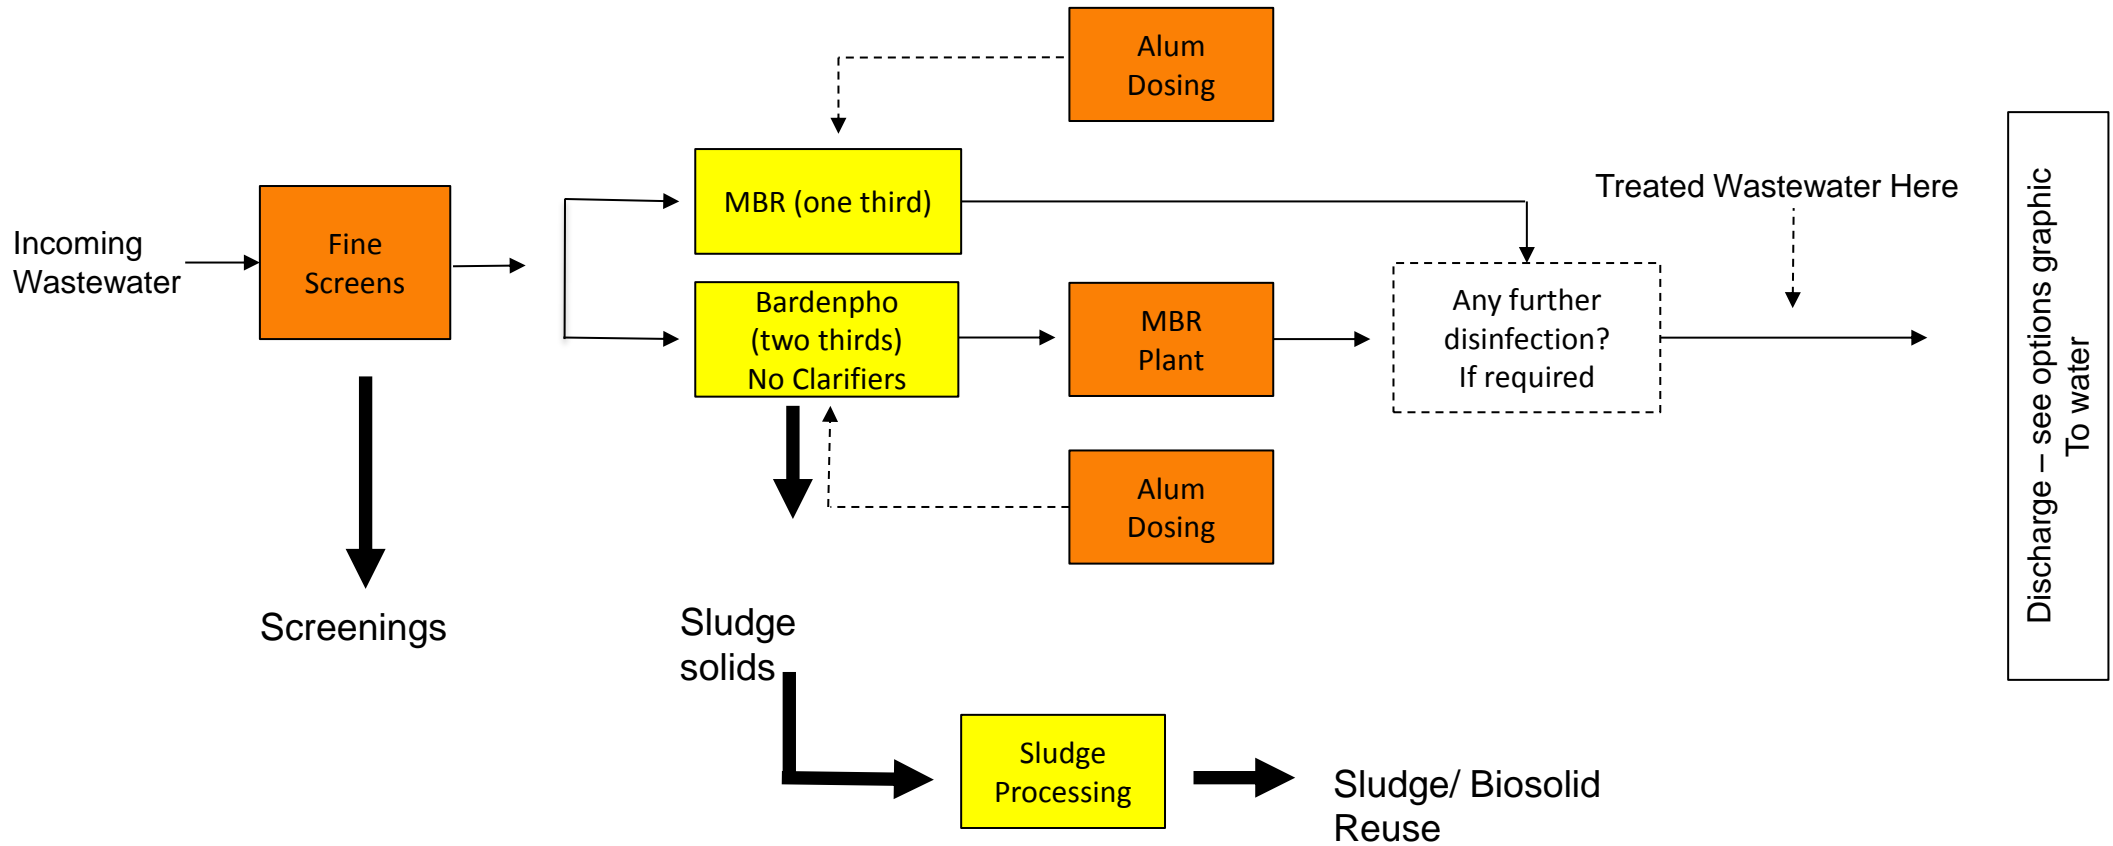 Alum
Dosing
MBR (one third)
Treated Wastewater Here
Incoming
Wastewater
Fine
Screens
Bardenpho
(two thirds)
No Clarifiers
MBR
Plant
Any further
disinfection?
If required
Discharge – see options graphic
To water
Alum
Dosing
Screenings
Sludge
solids
Sludge
Processing
Sludge/ Biosolid
Reuse